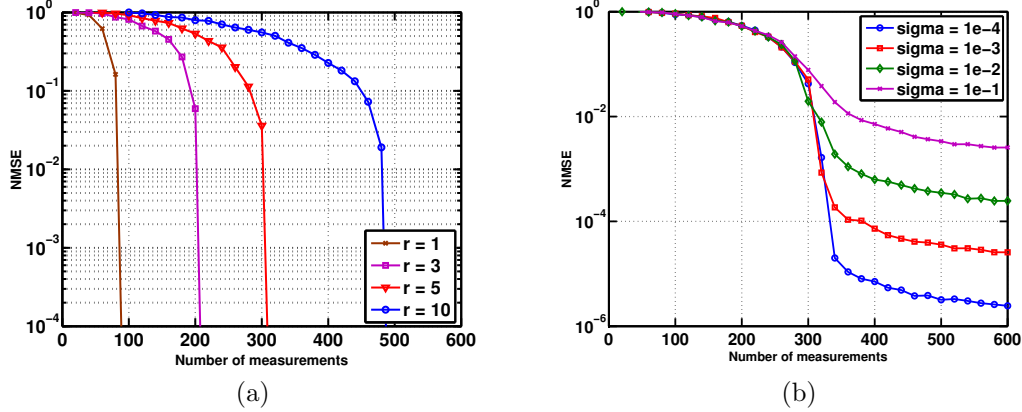 10^0
10^-1
10^-2
10^-3
10^-4
NMSE
0 100 200 300 400 500 600
Number of measurements
r = 1
r = 3
r = 5
r = 10
(a)
10^0
10^-2
10^-4
10^-6
NMSE
0 100 200 300 400 500 600
Number of measurements
sigma = 1e-4
sigma = 1e-3
sigma = 1e-2
sigma = 1e-1
(b)